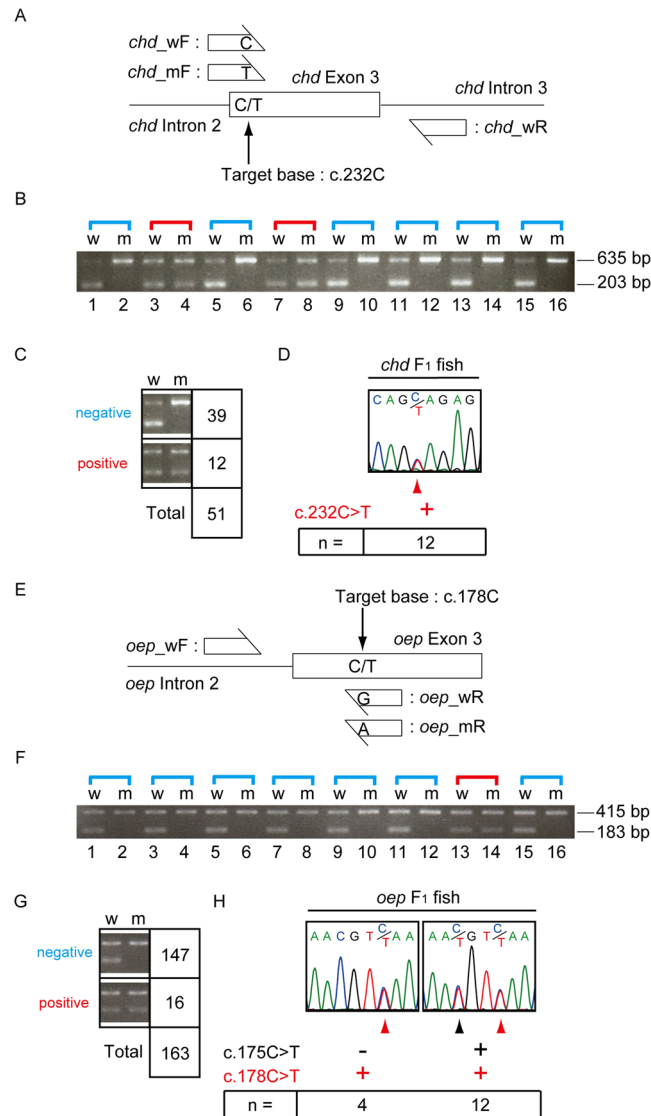 A
chd_wF : C
chd_mF : T
chd Exon 3
chd Intron 3
C/T
chd Intron 2
: chd_wR
Target base : c.232C
B
w m w m w m w m w m w m w m w m
635 bp
203 bp
1 2 3 4 5 6 7 8 9 10 11 12 13 14 15 16
C
w m
negative 39
positive 12
Total 51
D
chd F1 fish
C A G C/T A G A G
c.232C>T +
n = 12
E
Target base : c.178C
oep_wF :
oep Exon 3
C/T
oep Intron 2
G : oep_wR
A : oep_mR
F
w m w m w m w m w m w m w m w m
415 bp
183 bp
1 2 3 4 5 6 7 8 9 10 11 12 13 14 15 16
G
w m
negative 147
positive 16
Total 163
H
oep F1 fish
A A C G T C/T A A A A C/T G T C/T A A
c.175C>T - +
c.178C>T + +
n = 4 12